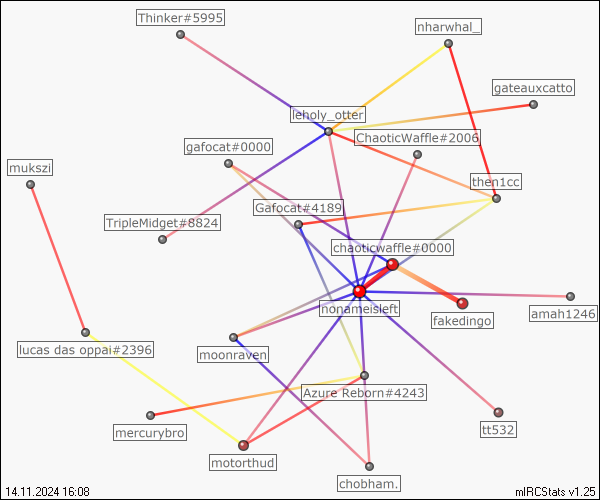 Thinker#5995
nharwhal_
gateauxcatto
leholy_otter
ChaoticWaffle#2006
gafocat#0000
mukszi
then1cc
Gafocat#4189
TripleMidget#8824
chaoticwaffle#0000
nonameisleft
fakedingo
amah1246
lucas das oppai#2396
moonraven
Azure Reborn#4243
mercurybro
tt532
motorthud
chobham.
14.11.2024 16:08
mIRCStats v1.25